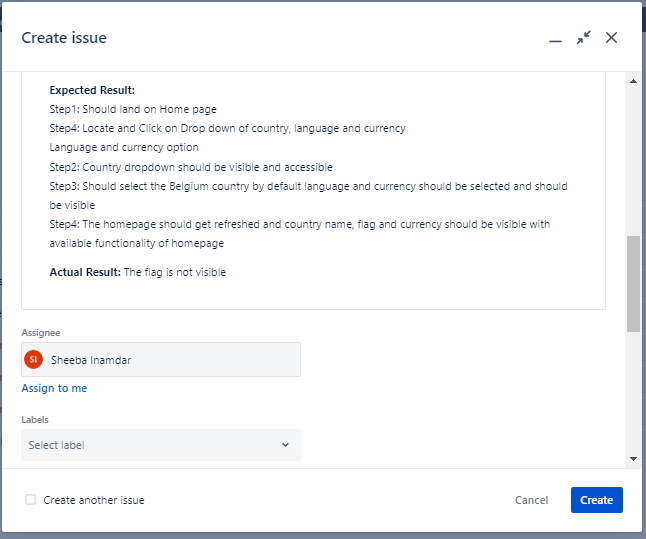 Create issue
Expected Result:
Step1: Should land on Home page
Step4: Locate and Click on Drop down of country, language and currency
Language and currency option
Step2: Country dropdown should be visible and accessible
Step3: Should select the Belgium country by default language and currency should be selected and should
be visible
Step4: The homepage should get refreshed and country name, flag and currency should be visible with
available functionality of homepage
Actual Result: The flag is not visible
Assignee
SI Sheeba Inamdar
Assign to me
Labels
Select label
Create another issue
Cancel
Create